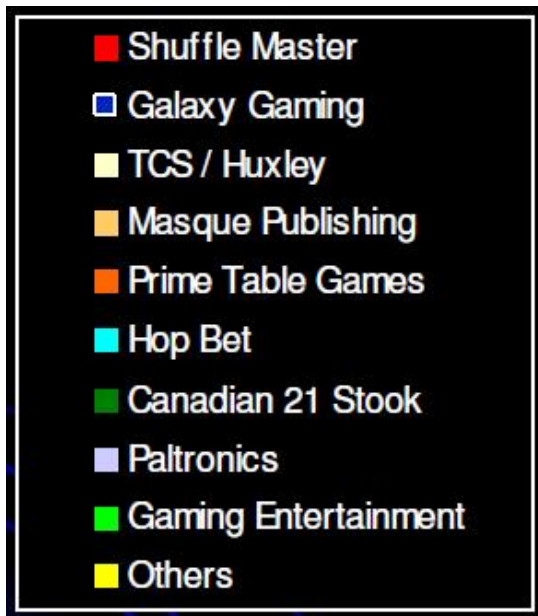 Shuffle Master
Galaxy Gaming
TCS / Huxley
Masque Publishing
Prime Table Games
Hop Bet
Canadian 21 Stook
Paltronics
Gaming Entertainment
Others